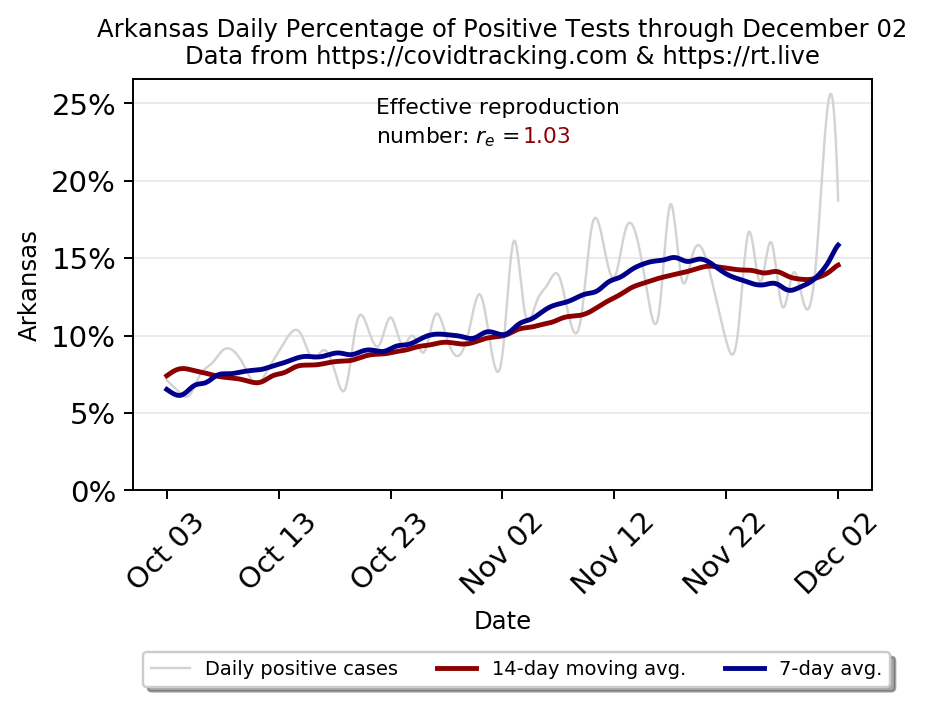 Arkansas Daily Percentage of Positive Tests through December 02
Data from https://covidtracking.com & https://rt.live
Effective reproduction
number: rₑ = 1.03
25%
20%
15%
10%
5%
0%
Arkansas
Oct 03
Oct 13
Oct 23
Nov 02
Nov 12
Nov 22
Dec 02
Date
Daily positive cases
14-day moving avg.
7-day avg.